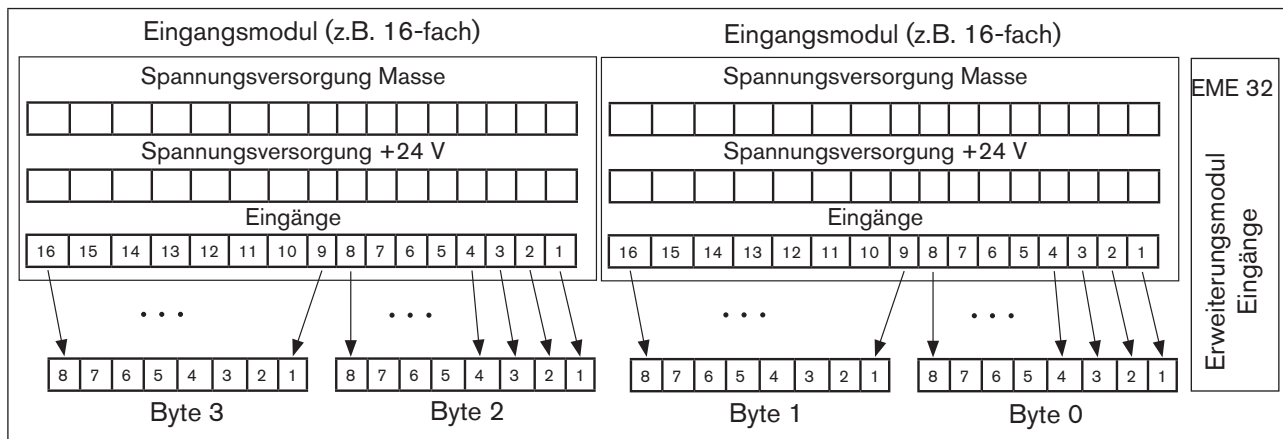 Eingangsmodul (z.B. 16-fach)
Spannungsversorgung Masse
Spannungsversorgung +24 V
Eingänge
16 15 14 13 12 11 10 9 8 7 6 5 4 3 2 1
. . .
. . .
8 7 6 5 4 3 2 1
8 7 6 5 4 3 2 1
Byte 3
Byte 2
Eingangsmodul (z.B. 16-fach)
Spannungsversorgung Masse
Spannungsversorgung +24 V
Eingänge
16 15 14 13 12 11 10 9 8 7 6 5 4 3 2 1
. . .
. . .
8 7 6 5 4 3 2 1
8 7 6 5 4 3 2 1
Byte 1
Byte 0
EME 32
Erweiterungsmodul
Eingänge